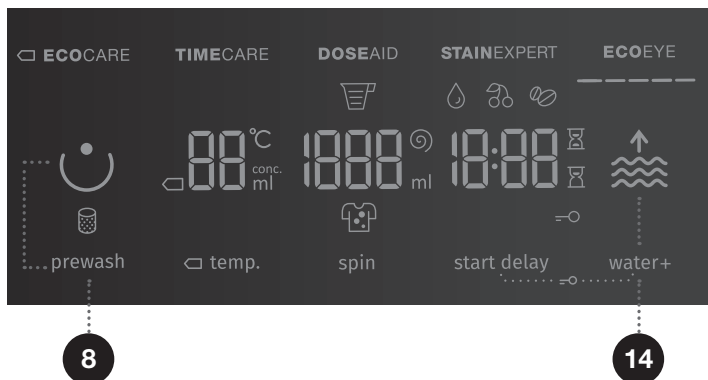 ECOCARE TIMECARE DOSEAID STAINEXPERT ECOEYE
88 °C 1888 18:88
conc.
ml ml
prewash temp. spin start delay water+
8 14